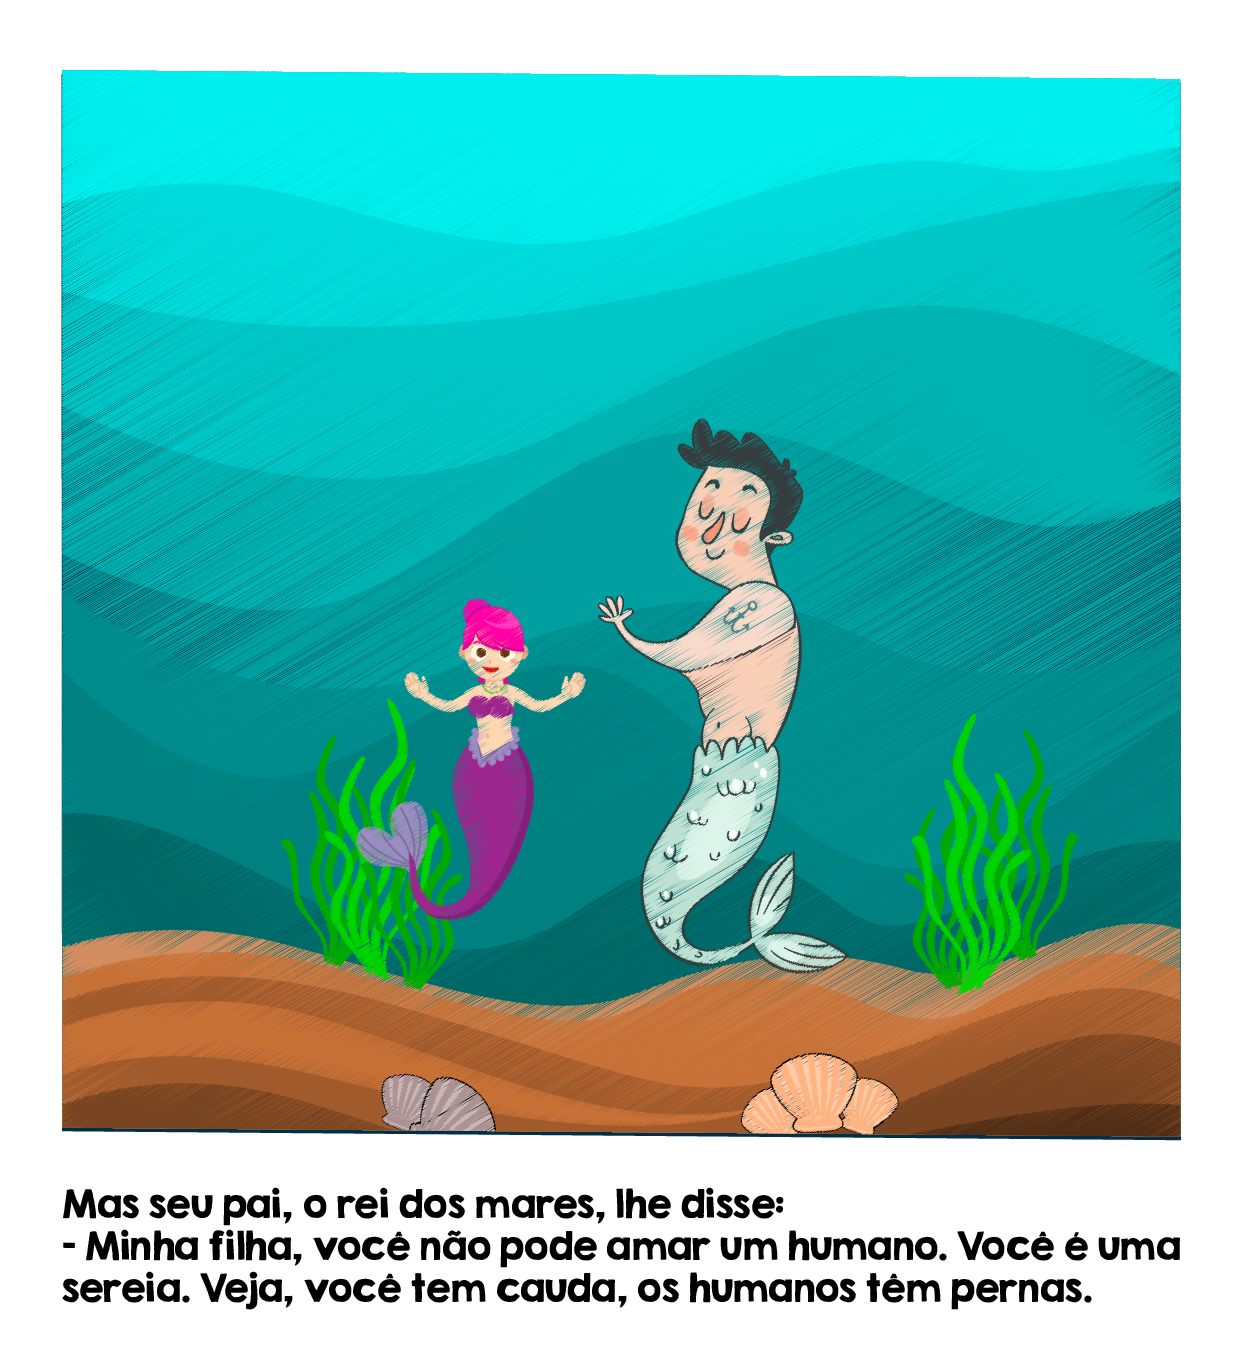 Mas seu pai, o rei dos mares, lhe disse:
- Minha filha, você não pode amar um humano. Você é uma
sereia. Veja, você tem cauda, os humanos têm pernas.